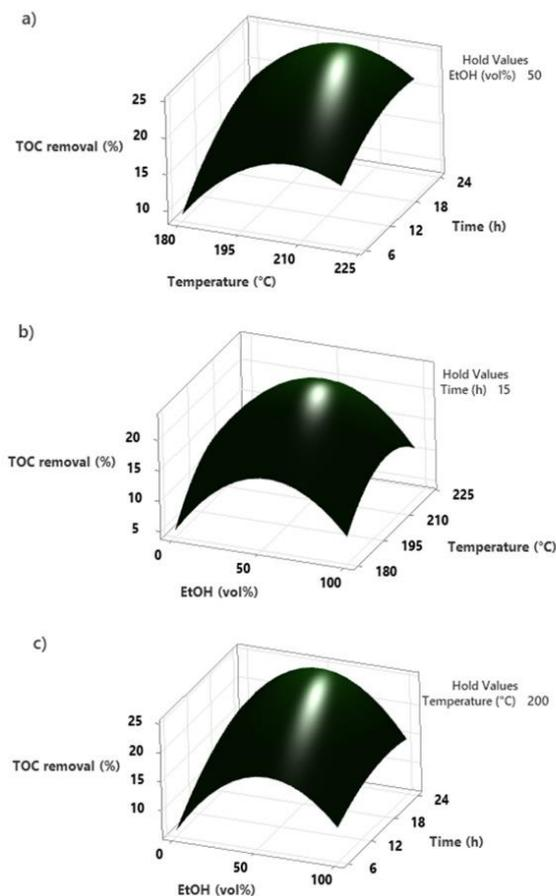 a)
Hold Values
EtOH (vol%) 50
25
20
TOC removal (%)
15
10
24
18
12
Time (h)
6
180
195
210
225
Temperature (°C)
b)
Hold Values
Time (h) 15
20
15
TOC removal (%)
10
5
225
210
195
Temperature (°C)
180
0
50
100
EtOH (vol%)
c)
Hold Values
Temperature (°C) 200
25
20
TOC removal (%)
15
10
24
18
12
Time (h)
6
0
50
100
EtOH (vol%)